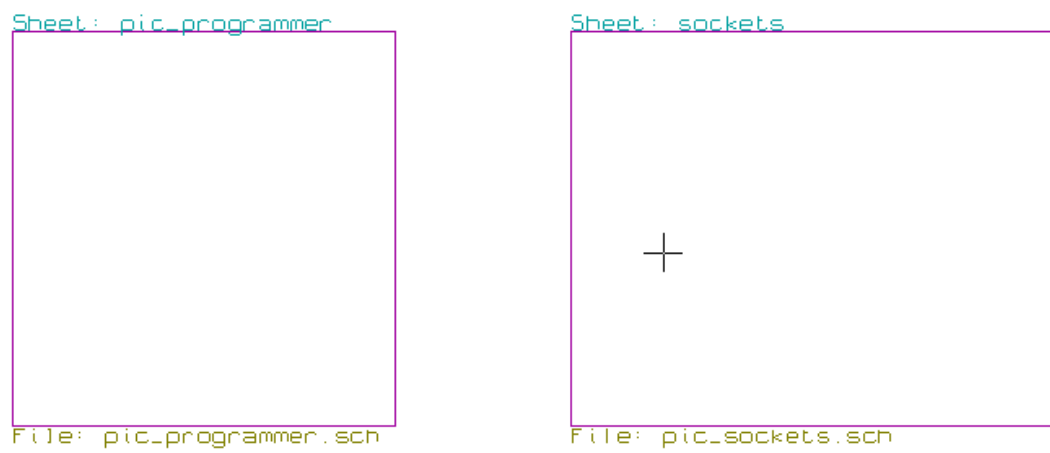 Sheet: pic_programmer
File: pic_programmer.sch
Sheet: sockets
File: pic_sockets.sch